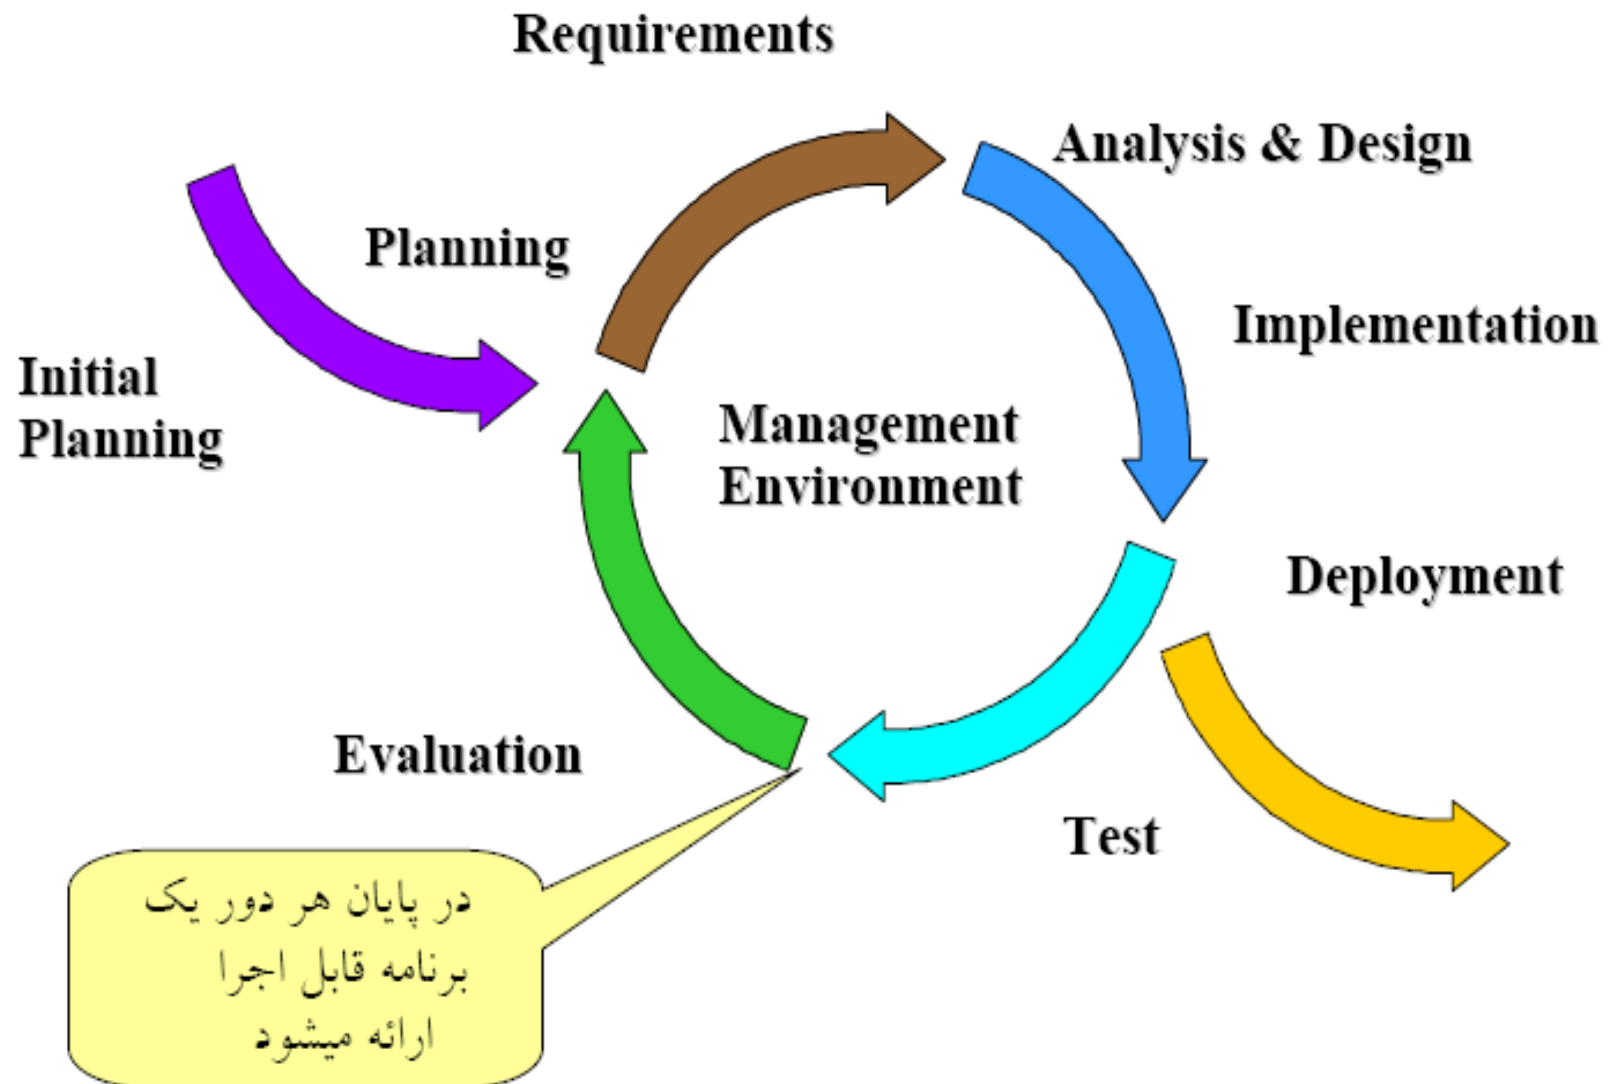 Requirements
Analysis & Design
Planning
Implementation
Initial
Planning
Management
Environment
Deployment
Evaluation
Test
در پایان هر دور یک
برنامه قابل اجرا
ارائه میشود